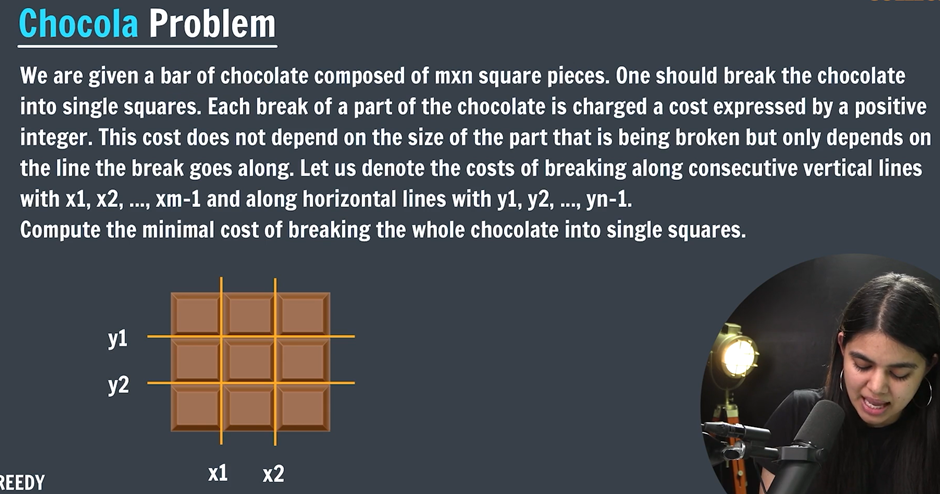 Chocola Problem
We are given a bar of chocolate composed of mxn square pieces. One should break the chocolate
into single squares. Each break of a part of the chocolate is charged a cost expressed by a positive
integer. This cost does not depend on the size of the part that is being broken but only depends on
the line the break goes along. Let us denote the costs of breaking along consecutive vertical lines
with x1, x2, ..., xm-1 and along horizontal lines with y1, y2, ..., yn-1.
Compute the minimal cost of breaking the whole chocolate into single squares.
y1
y2
x1 x2
REEDY